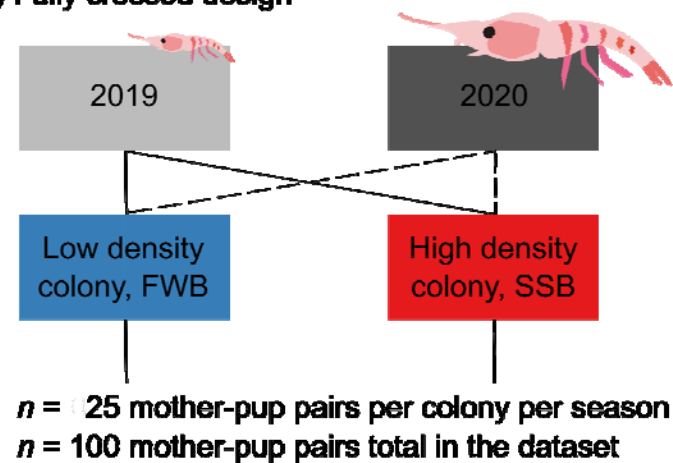 Fully crossed design
2019
2020
Low density
colony, FWB
High density
colony, SSB
n = 25 mother-pup pairs per colony per season
n = 100 mother-pup pairs total in the dataset